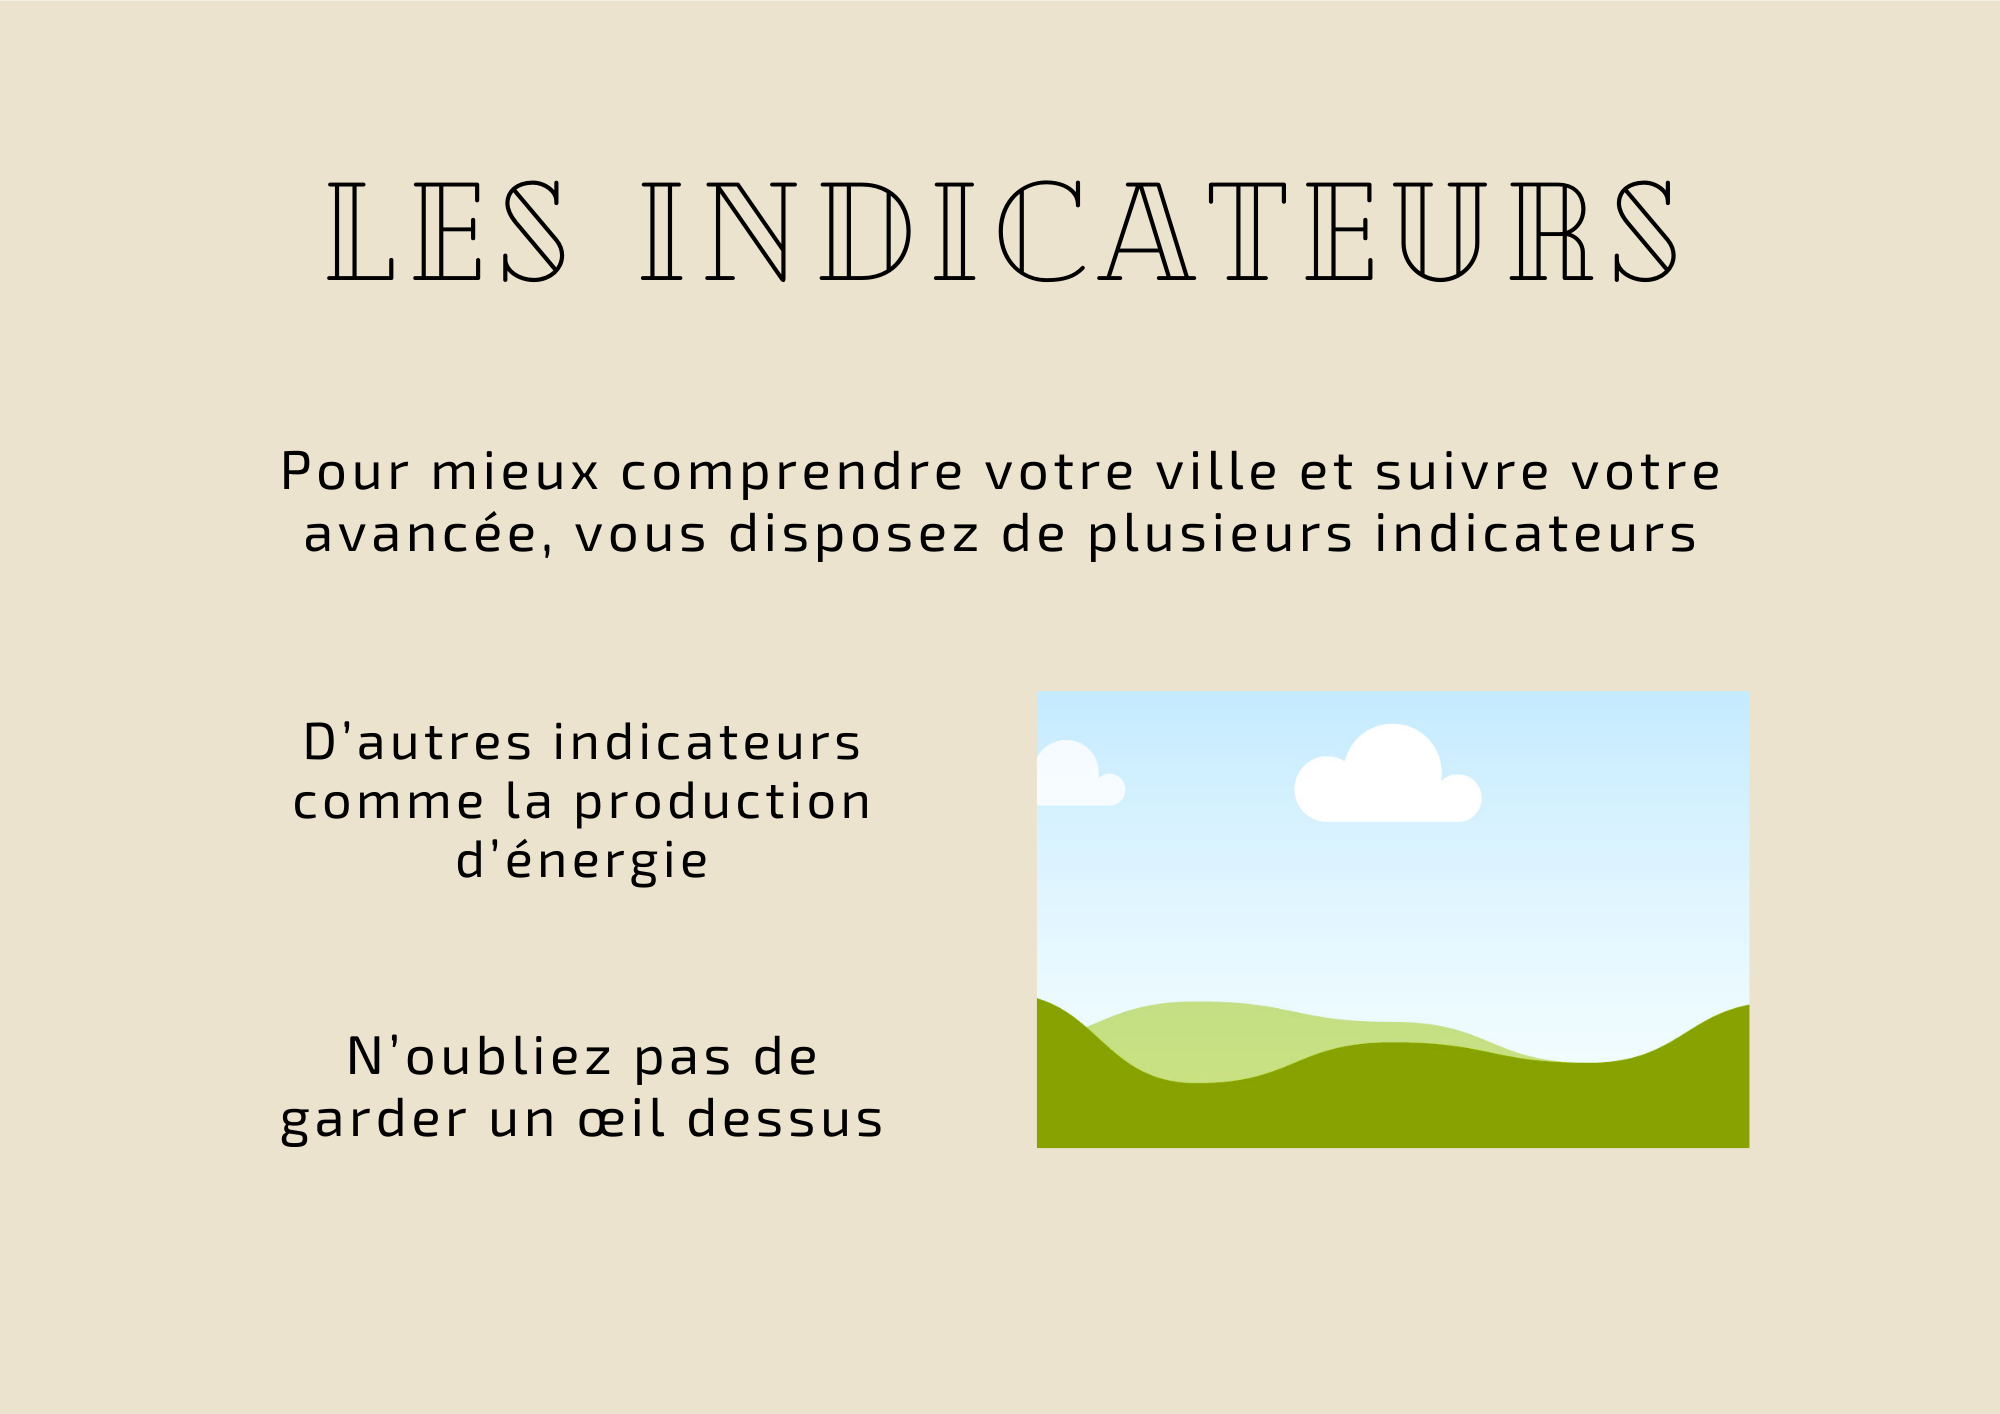 LES INDICATEURS
Pour mieux comprendre votre ville et suivre votre
avancée, vous disposez de plusieurs indicateurs
D’autres indicateurs
comme la production
d’énergie
N’oubliez pas de
garder un œil dessus